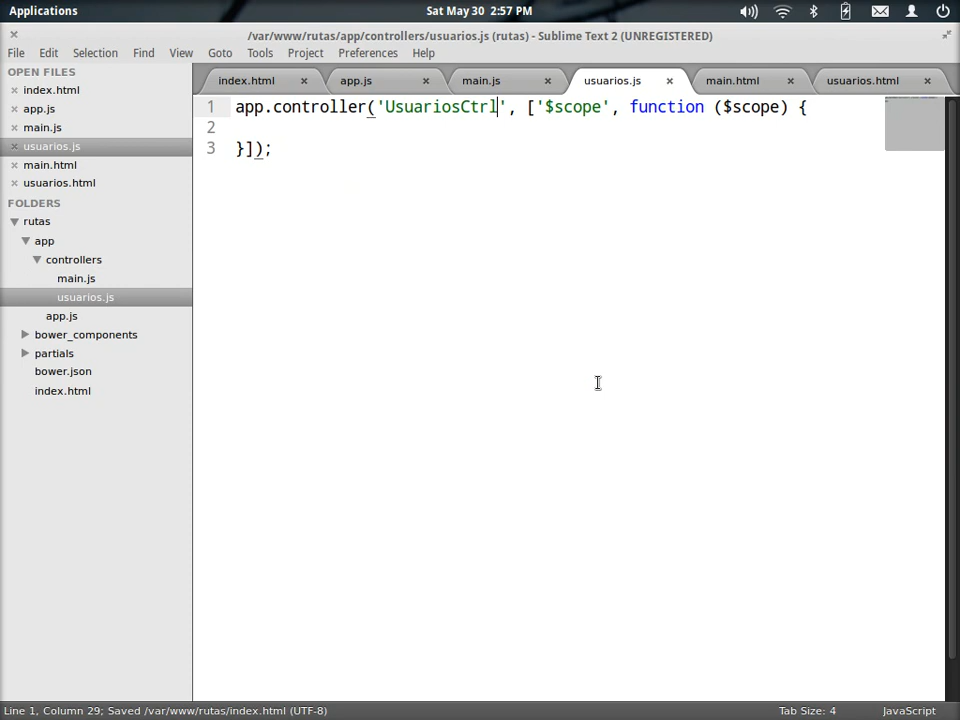 Applications
Sat May 30 2:57 PM
/var/www/rutas/app/controllers/usuarios.js (rutas) - Sublime Text 2 (UNREGISTERED)
File Edit Selection Find View Goto Tools Project Preferences Help
OPEN FILES
index.html
app.js
main.js
usuarios.js
main.html
usuarios.html
FOLDERS
rutas
app
controllers
main.js
usuarios.js
app.js
bower_components
partials
bower.json
index.html
index.html app.js main.js usuarios.js main.html usuarios.html
1 app.controller('UsuariosCtrl', ['$scope', function ($scope) {
2
3 }]);
Line 1, Column 29; Saved /var/www/rutas/index.html (UTF-8)
Tab Size: 4
JavaScript